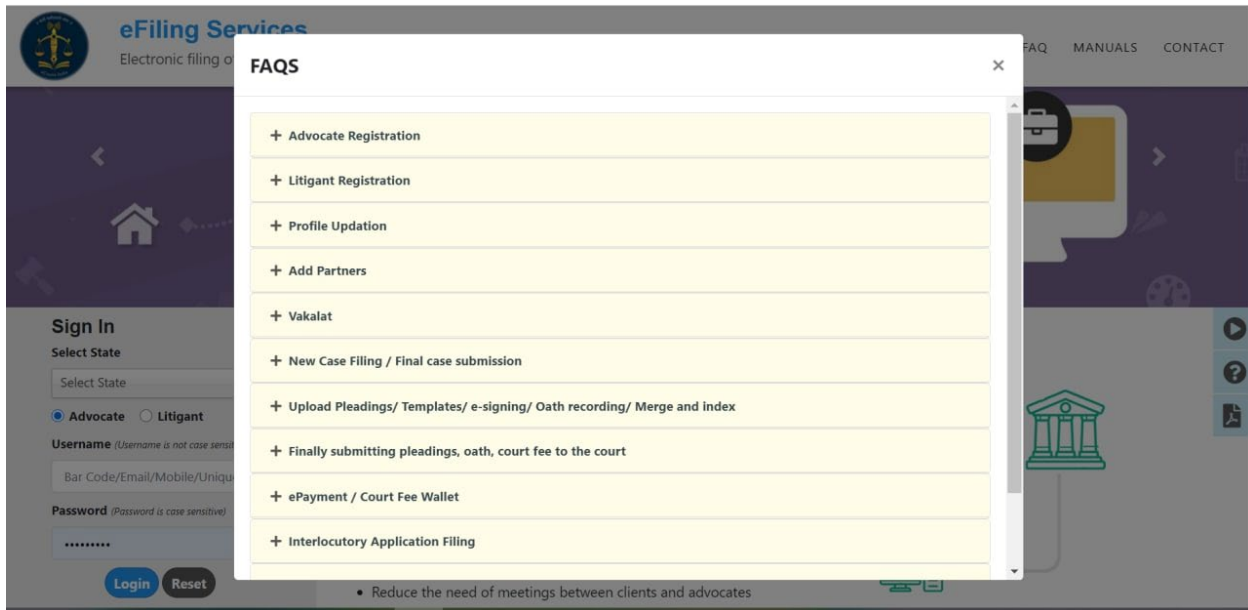 eFiling Services
Electronic filing o
FAQ MANUALS CONTACT
FAQS
×
+ Advocate Registration
+ Litigant Registration
+ Profile Updation
+ Add Partners
+ Vakalat
+ New Case Filing / Final case submission
+ Upload Pleadings/ Templates/ e-signing/ Oath recording/ Merge and index
+ Finally submitting pleadings, oath, court fee to the court
+ ePayment / Court Fee Wallet
+ Interlocutory Application Filing
Sign In
Select State
Select State
Advocate Litigant
Username (Username is not case sensit
Bar Code/Email/Mobile/Uniqu
Password (Password is case sensitive)
•••••••••
Login Reset
• Reduce the need of meetings between clients and advocates